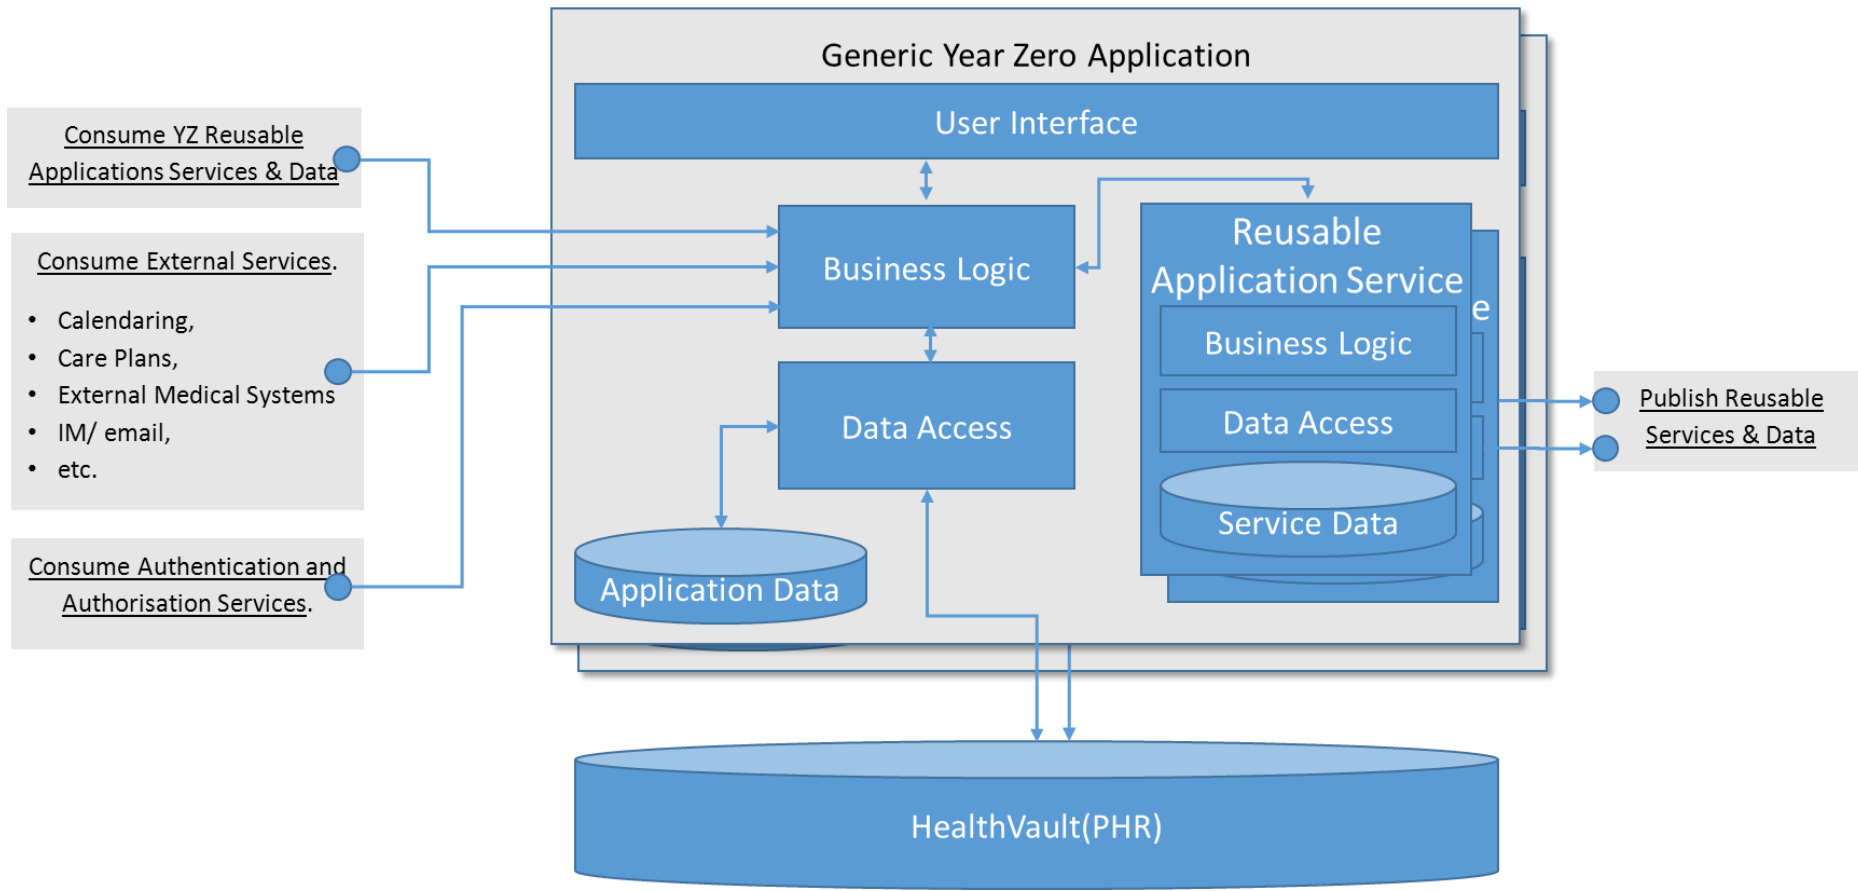 Generic Year Zero Application
User Interface
Consume YZ Reusable
Applications Services & Data
Consume External Services.
• Calendaring,
• Care Plans,
• External Medical Systems
• IM/ email,
• etc.
Consume Authentication and
Authorisation Services.
Business Logic
Data Access
Application Data
Reusable
Application Service
e
Business Logic
Data Access
Service Data
Publish Reusable
Services & Data
HealthVault(PHR)